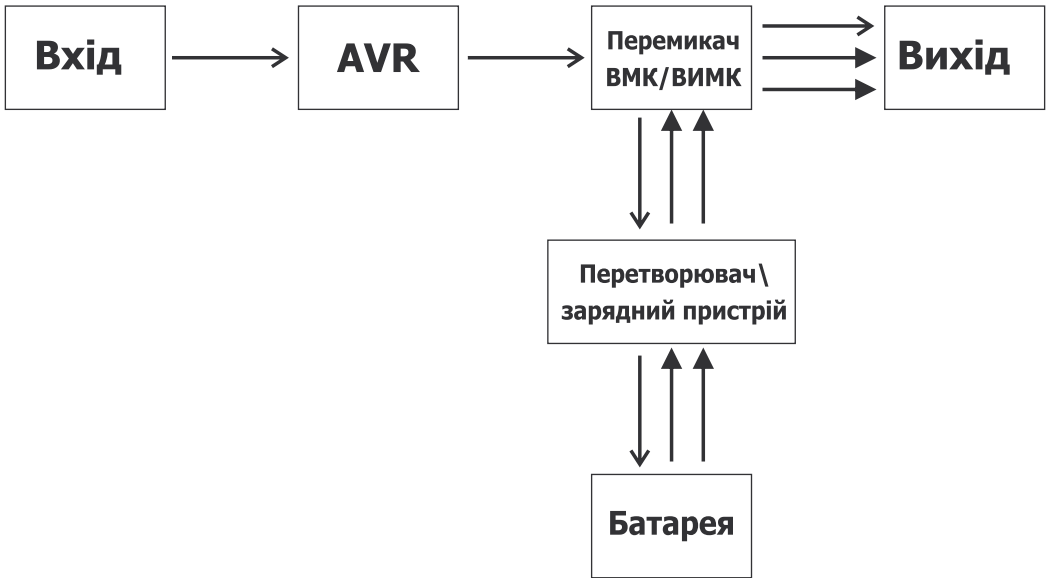 Вхід
AVR
Перемикач
ВМК/ВИМК
Вихід
Перетворювач\
зарядний пристрій
Батарея